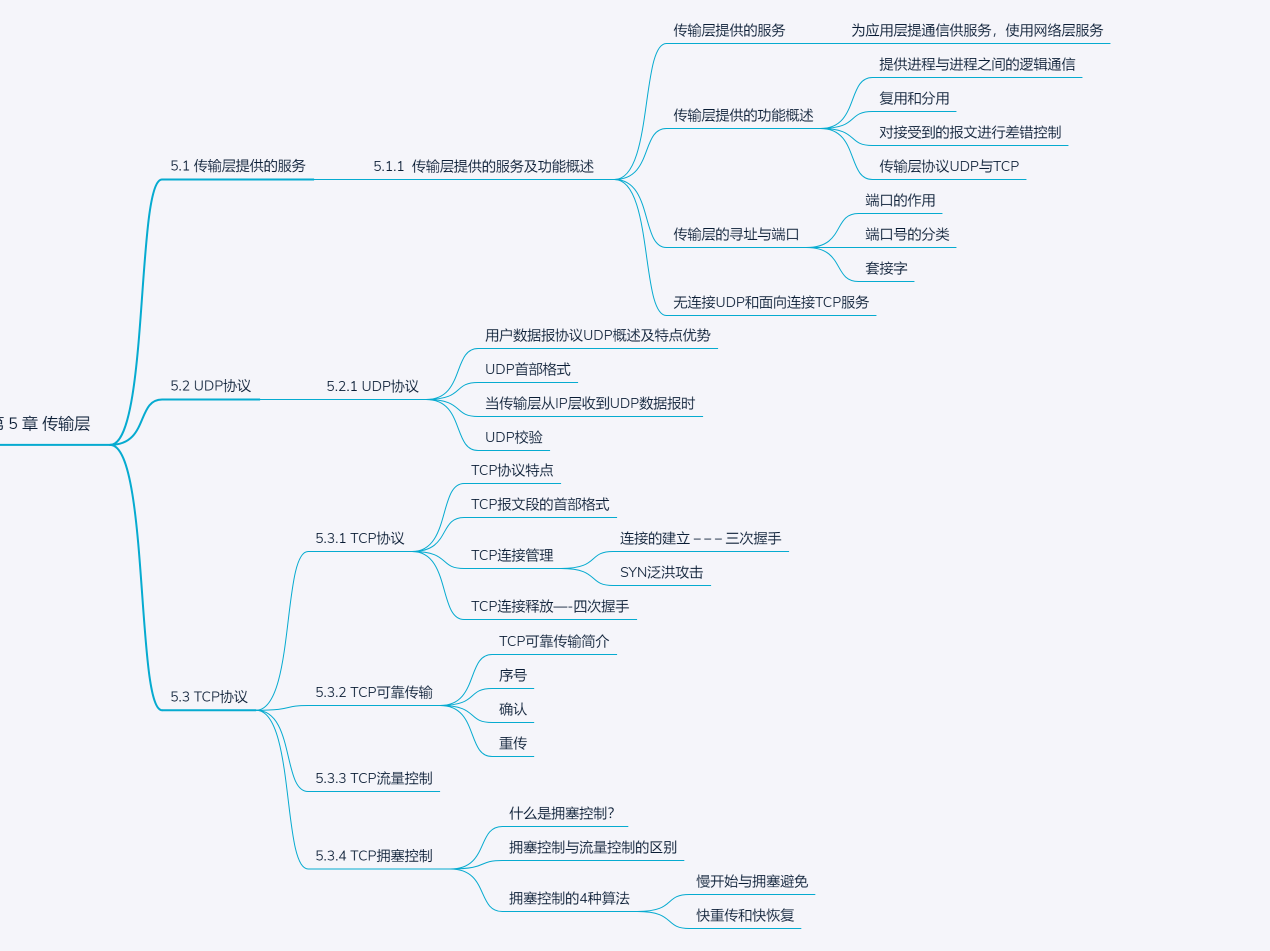 第 5 章 传输层
5.1 传输层提供的服务
5.1.1 传输层提供的服务及功能概述
传输层提供的服务
为应用层提通信供服务，使用网络层服务
传输层提供的功能概述
提供进程与进程之间的逻辑通信
复用和分用
对接受到的报文进行差错控制
传输层协议UDP与TCP
传输层的寻址与端口
端口的作用
端口号的分类
套接字
无连接UDP和面向连接TCP服务
5.2 UDP协议
5.2.1 UDP协议
用户数据报协议UDP概述及特点优势
UDP首部格式
当传输层从IP层收到UDP数据报时
UDP校验
5.3 TCP协议
5.3.1 TCP协议
TCP协议特点
TCP报文段的首部格式
TCP连接管理
连接的建立 – – – 三次握手
SYN泛洪攻击
TCP连接释放—-四次握手
5.3.2 TCP可靠传输
TCP可靠传输简介
序号
确认
重传
5.3.3 TCP流量控制
5.3.4 TCP拥塞控制
什么是拥塞控制？
拥塞控制与流量控制的区别
拥塞控制的4种算法
慢开始与拥塞避免
快重传和快恢复